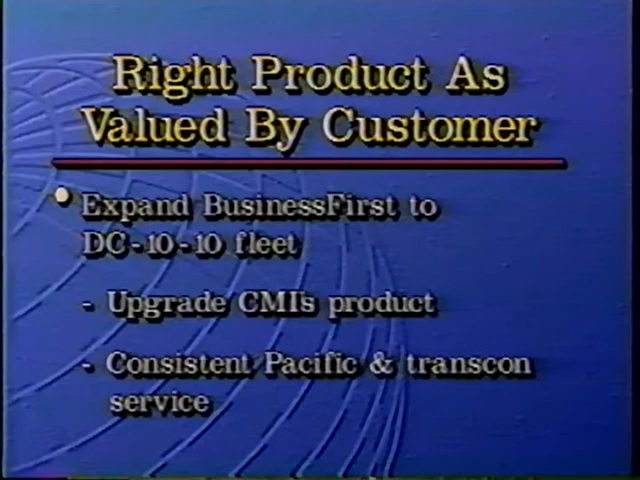 Right Product As
Valued By Customer
• Expand BusinessFirst to
DC-10-10 fleet
- Upgrade CMI's product
- Consistent Pacific & transcon
service